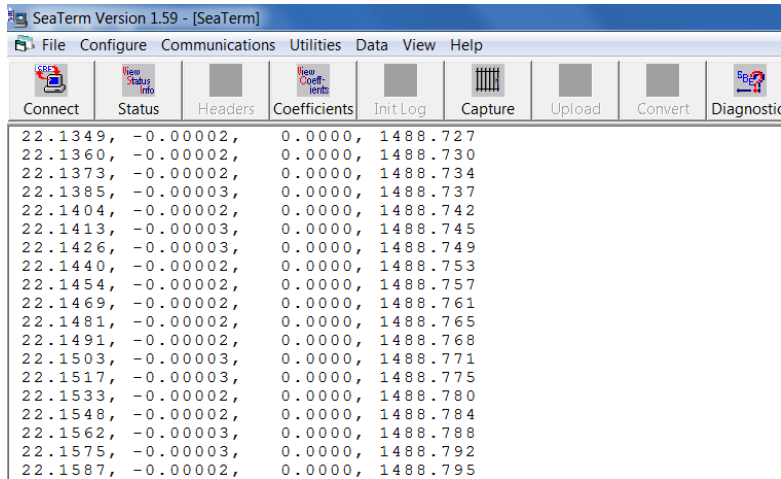 SeaTerm Version 1.59 - [SeaTerm]
File Configure Communications Utilities Data View Help
SBE View Status Info View Coeff- icients SBE
Connect Status Headers Coefficients Init Log Capture Upload Convert Diagnostic
22.1349, -0.00002, 0.0000, 1488.727
22.1360, -0.00002, 0.0000, 1488.730
22.1373, -0.00002, 0.0000, 1488.734
22.1385, -0.00003, 0.0000, 1488.737
22.1404, -0.00002, 0.0000, 1488.742
22.1413, -0.00003, 0.0000, 1488.745
22.1426, -0.00003, 0.0000, 1488.749
22.1440, -0.00002, 0.0000, 1488.753
22.1454, -0.00002, 0.0000, 1488.757
22.1469, -0.00002, 0.0000, 1488.761
22.1481, -0.00002, 0.0000, 1488.765
22.1491, -0.00002, 0.0000, 1488.768
22.1503, -0.00003, 0.0000, 1488.771
22.1517, -0.00003, 0.0000, 1488.775
22.1533, -0.00002, 0.0000, 1488.780
22.1548, -0.00002, 0.0000, 1488.784
22.1562, -0.00003, 0.0000, 1488.788
22.1575, -0.00003, 0.0000, 1488.792
22.1587, -0.00002, 0.0000, 1488.795